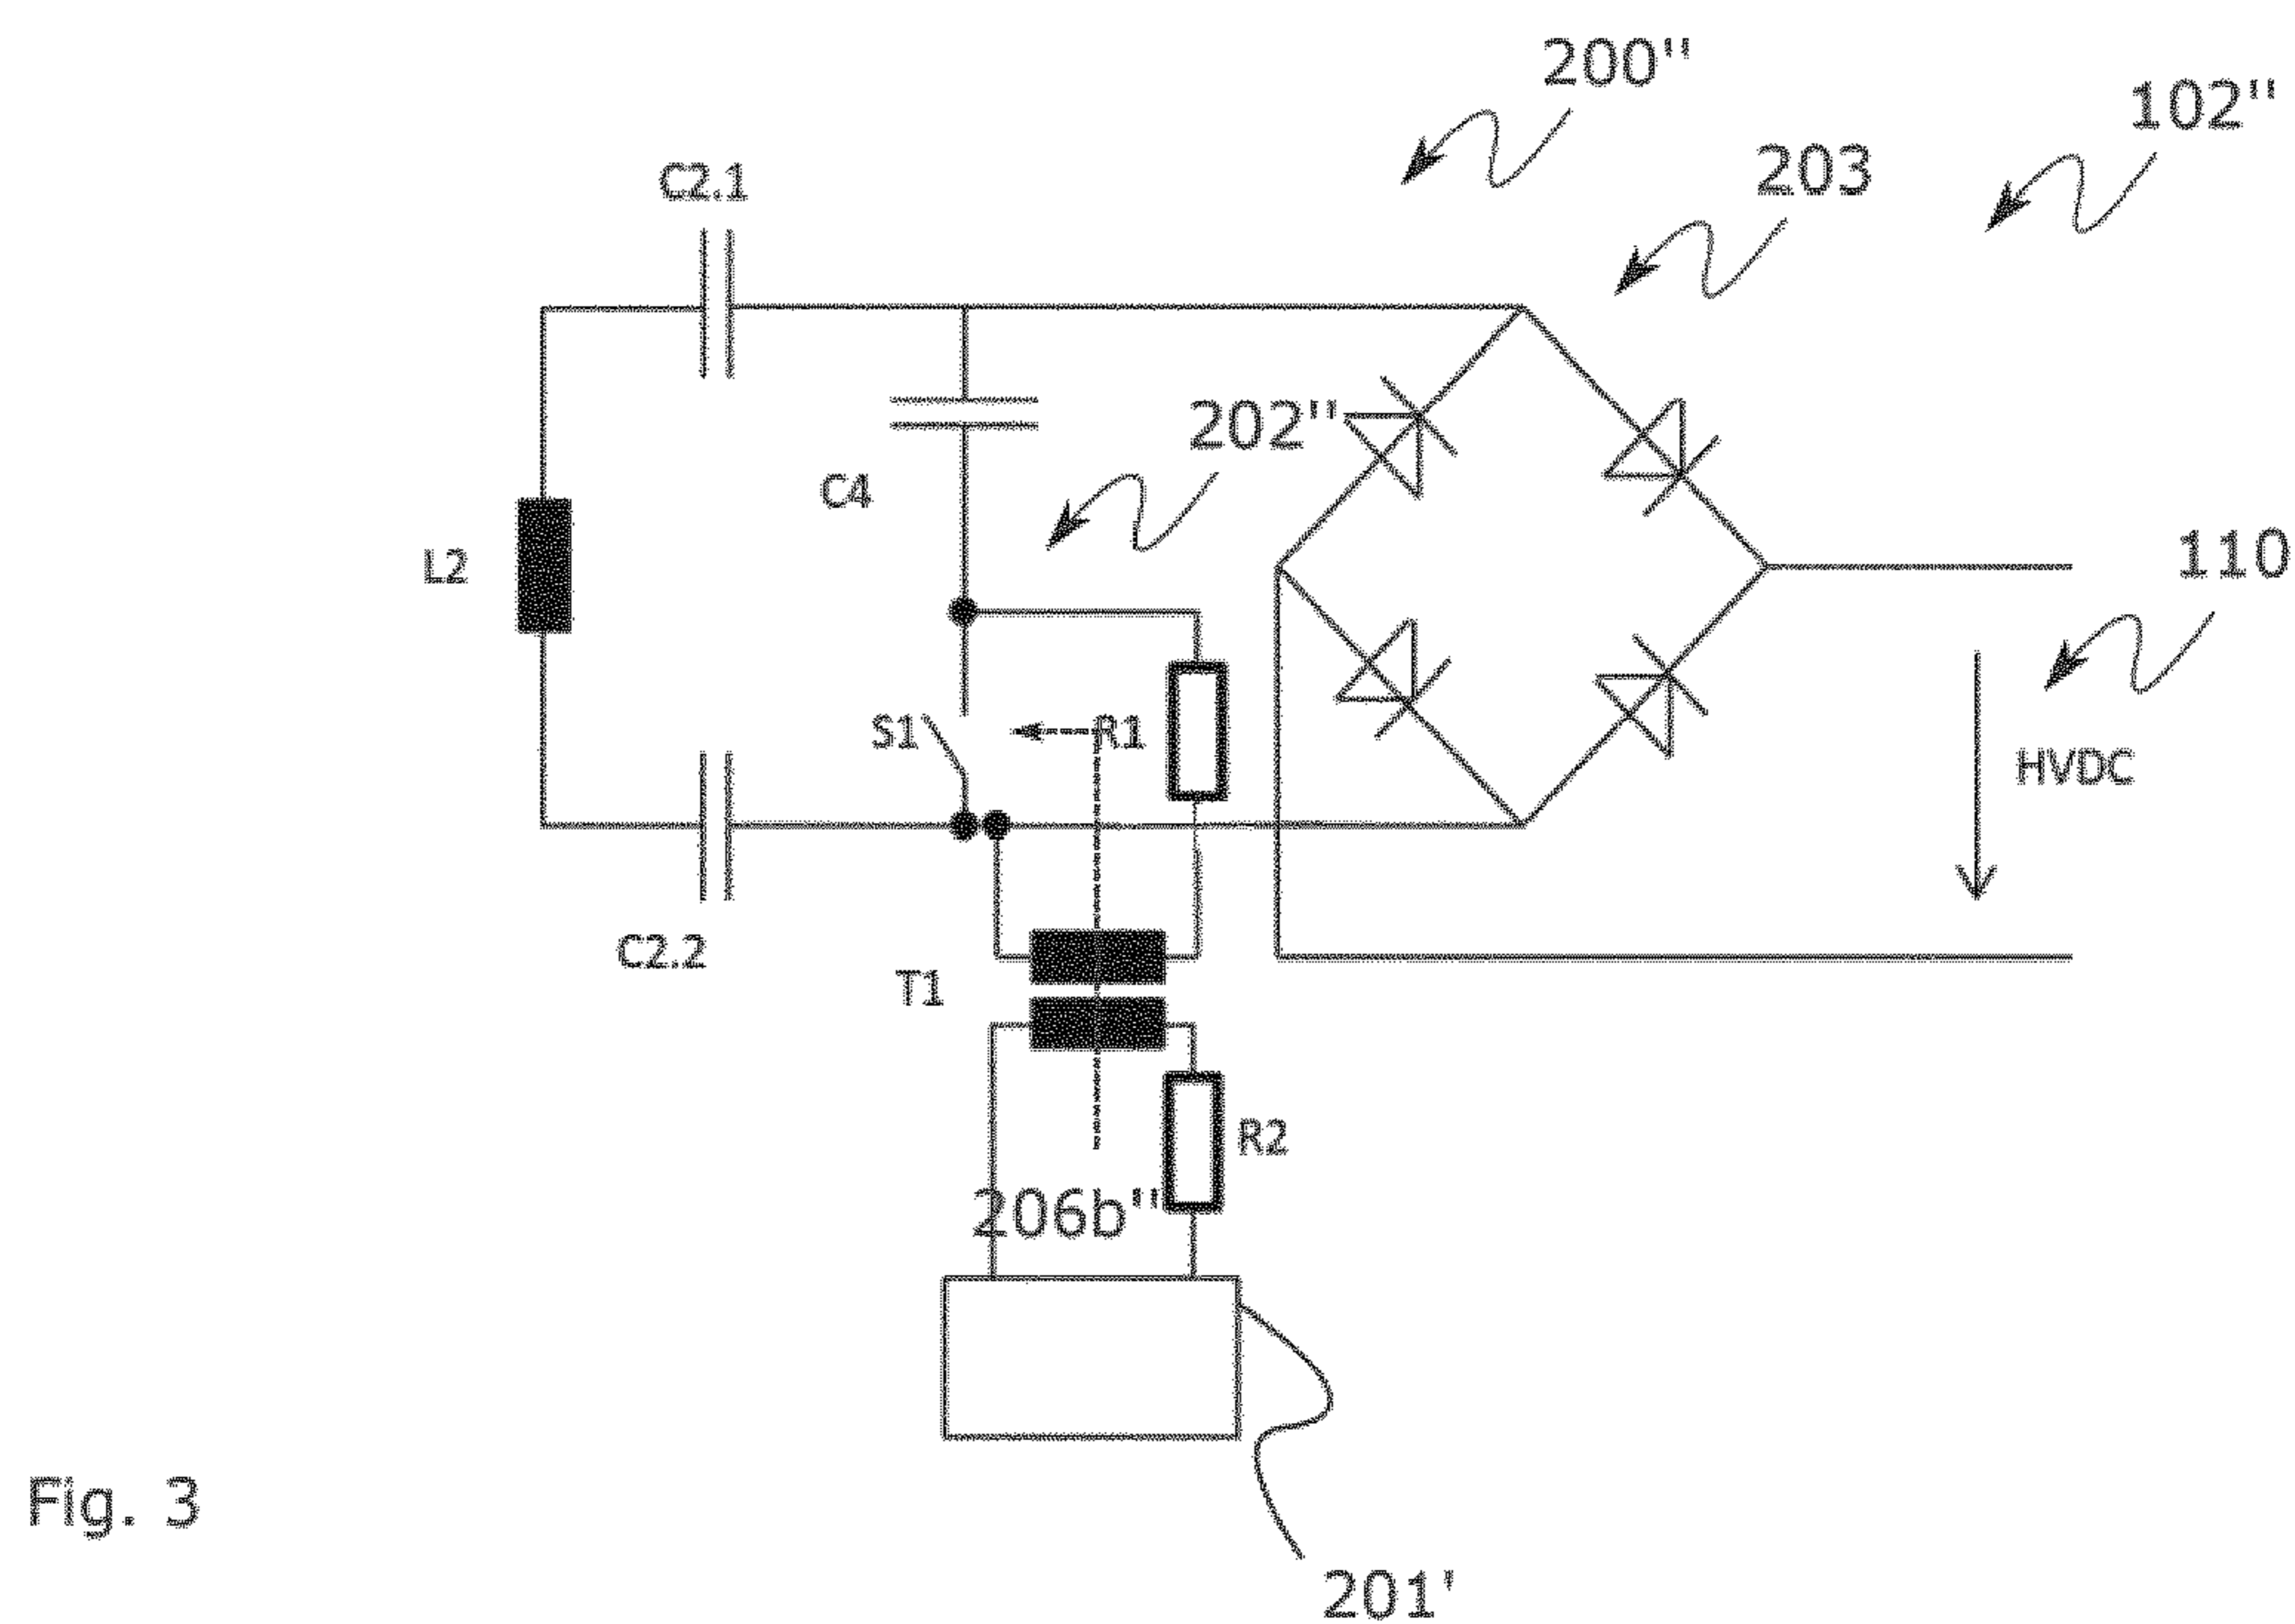 200''
102''
203
C2.1
202''
C4
110
L2
S1
R1
HVDC
C2.2
T1
R2
206b''
Fig. 3
201'